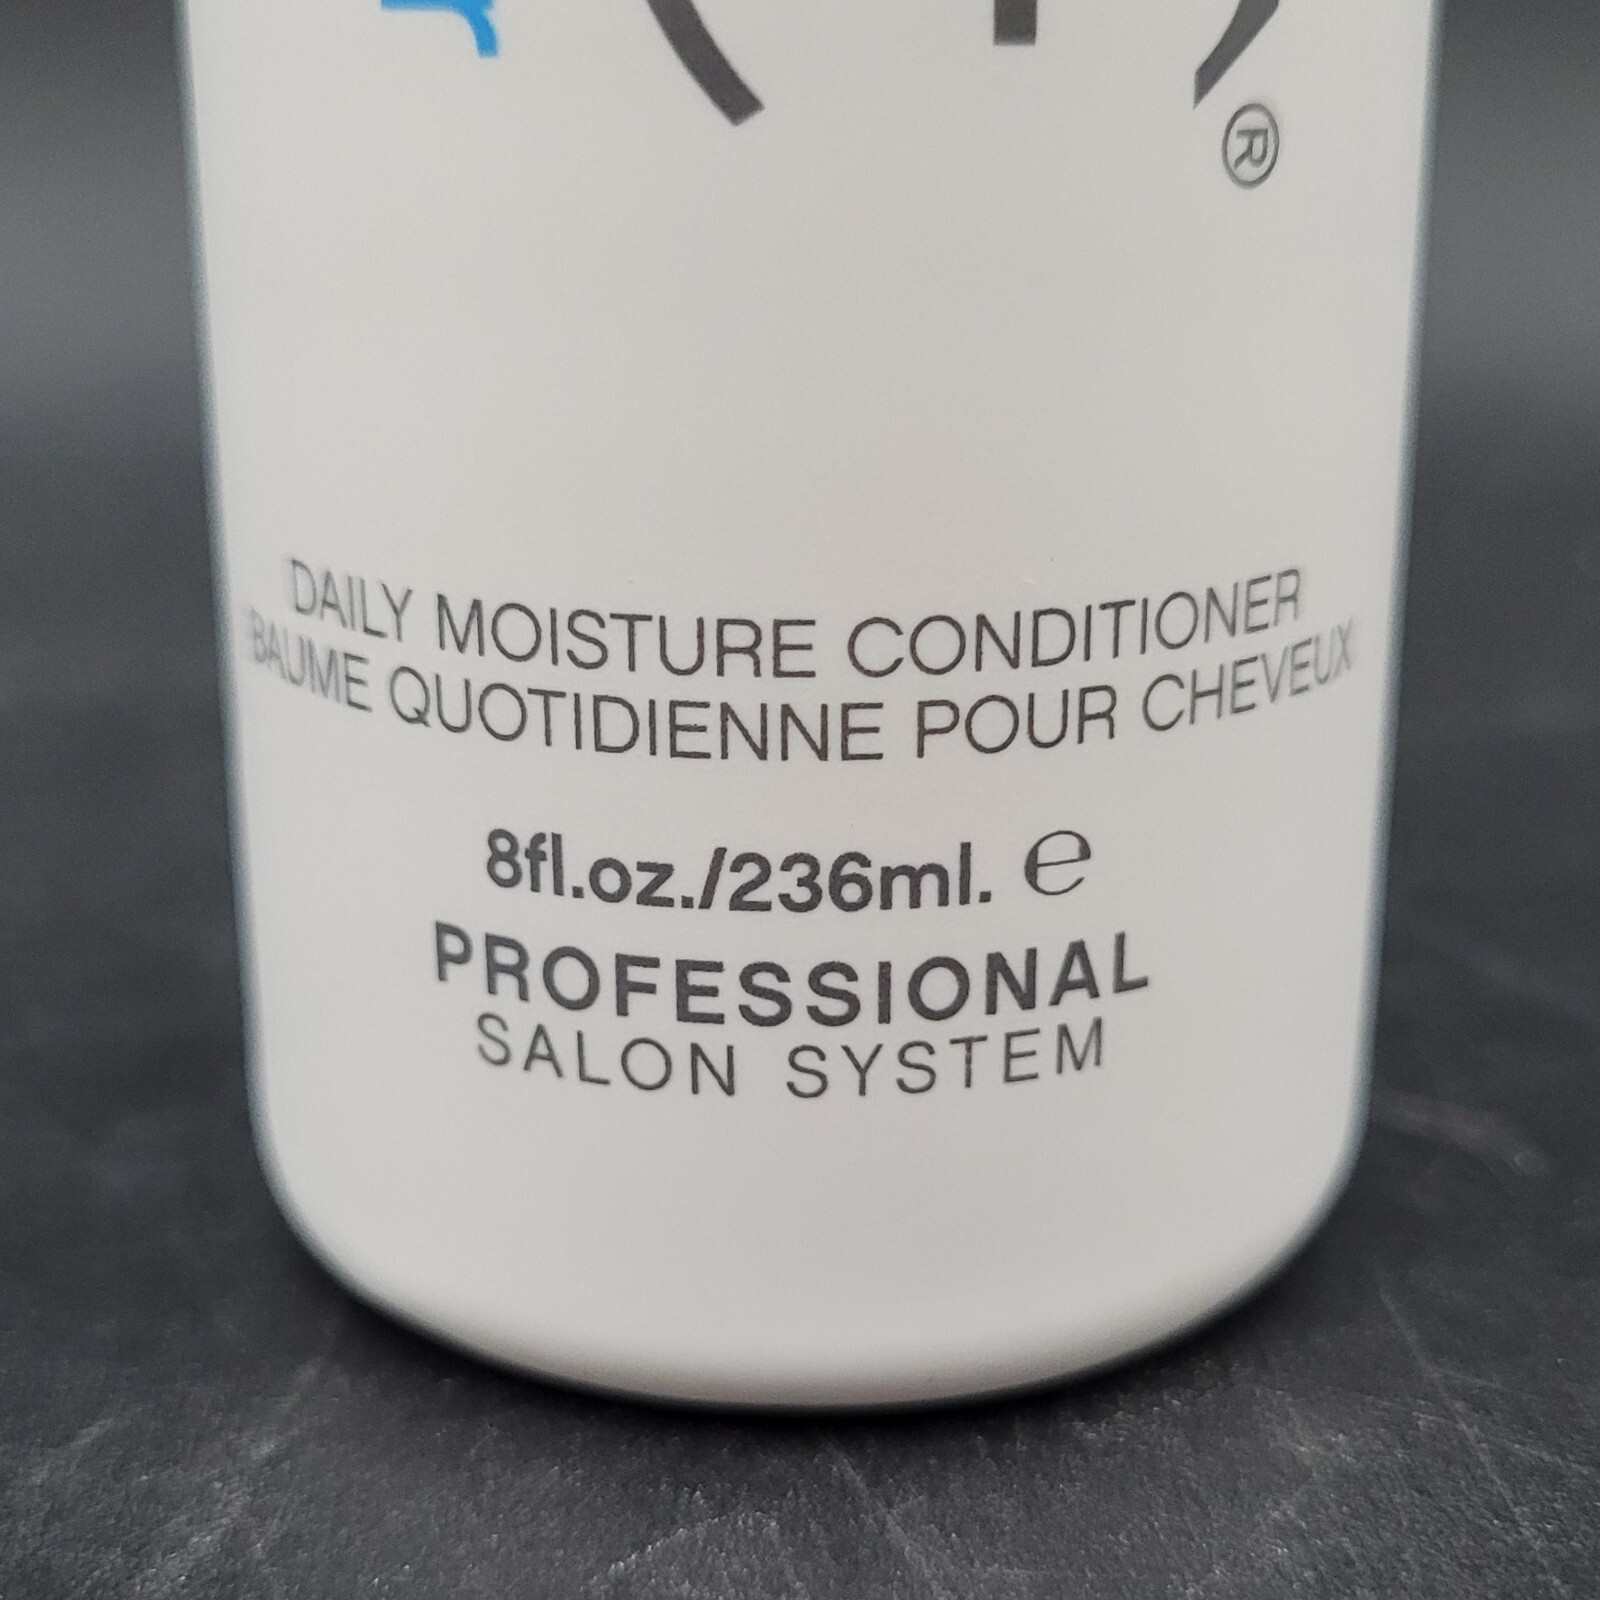 r
®
DAILY MOISTURE CONDITIONER
BAUME QUOTIDIENNE POUR CHEVEUX
8fl.oz./236ml. ℮
PROFESSIONAL
SALON SYSTEM